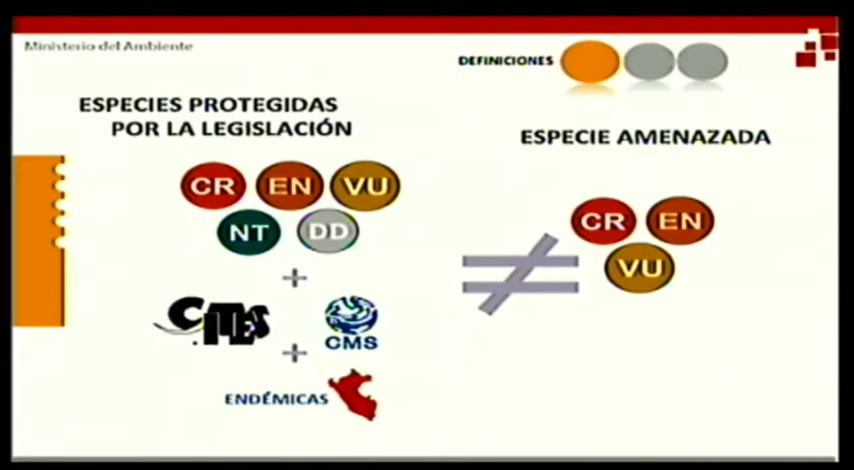 Ministerio del Ambiente
DEFINICIONES
ESPECIES PROTEGIDAS
POR LA LEGISLACIÓN
CR EN VU
NT DD
+
CITES
CMS
+
ENDÉMICAS
≠
ESPECIE AMENAZADA
CR EN
VU